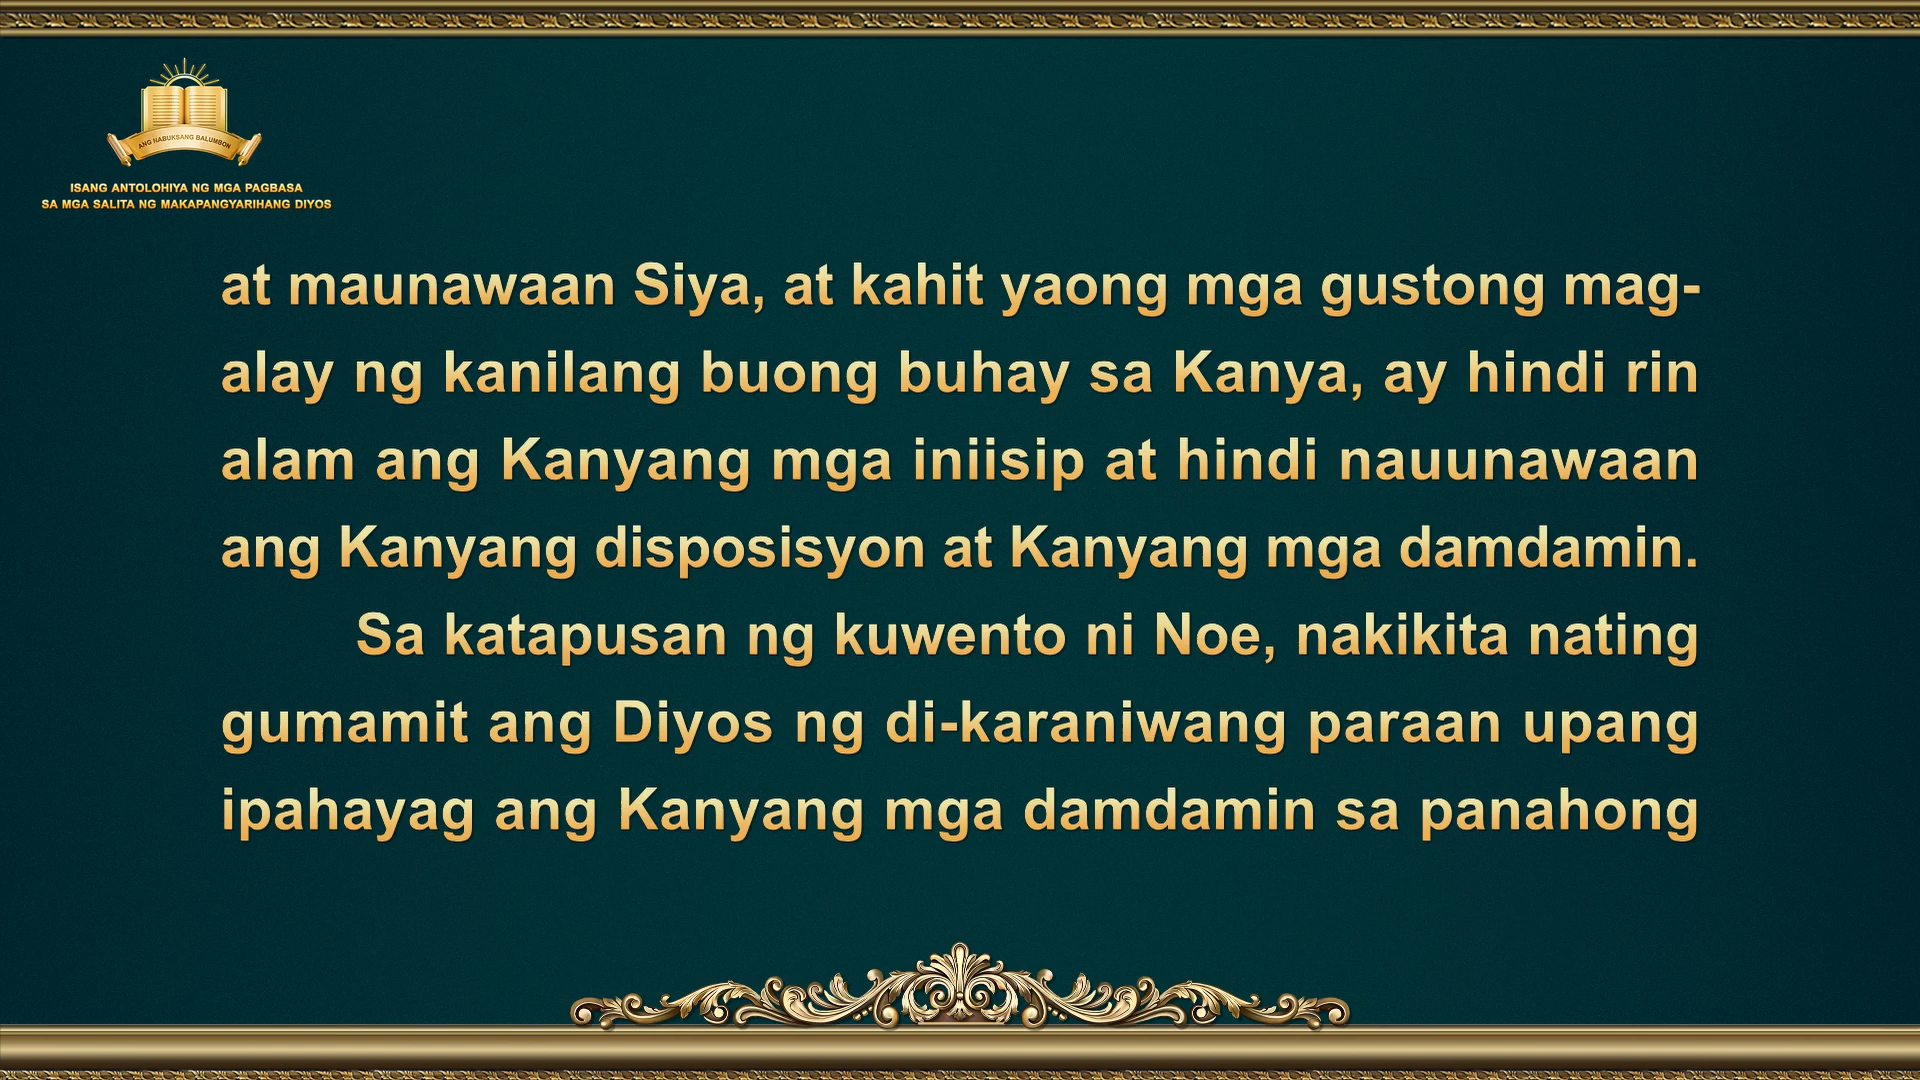 ANG NABUKSANG BALUMBON
ISANG ANTOLOHIYA NG MGA PAGBASA
SA MGA SALITA NG MAKAPANGYARIHANG DIYOS
at maunawaan Siya, at kahit yaong mga gustong mag-
alay ng kanilang buong buhay sa Kanya, ay hindi rin
alam ang Kanyang mga iniisip at hindi nauunawaan
ang Kanyang disposisyon at Kanyang mga damdamin.
Sa katapusan ng kuwento ni Noe, nakikita nating
gumamit ang Diyos ng di-karaniwang paraan upang
ipahayag ang Kanyang mga damdamin sa panahong